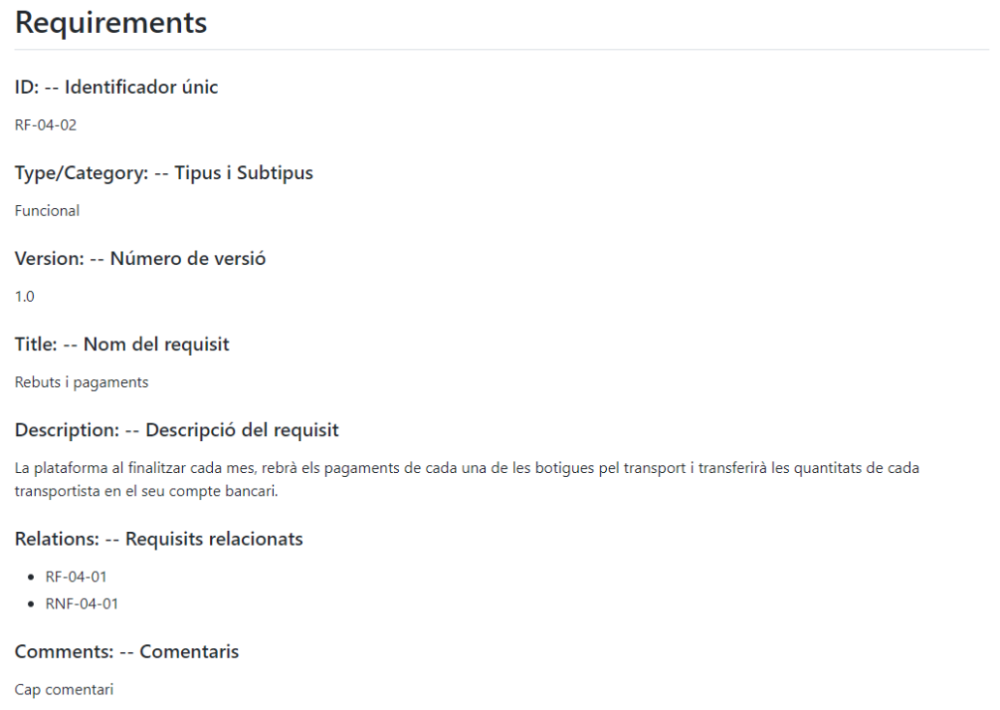 Requirements
ID: -- Identificador únic
RF-04-02
Type/Category: -- Tipus i Subtipus
Funcional
Version: -- Número de versió
1.0
Title: -- Nom del requisit
Rebuts i pagaments
Description: -- Descripció del requisit
La plataforma al finalitzar cada mes, rebrà els pagaments de cada una de les botigues pel transport i transferirà les quantitats de cada
transportista en el seu compte bancari.
Relations: -- Requisits relacionats
• RF-04-01
• RNF-04-01
Comments: -- Comentaris
Cap comentari